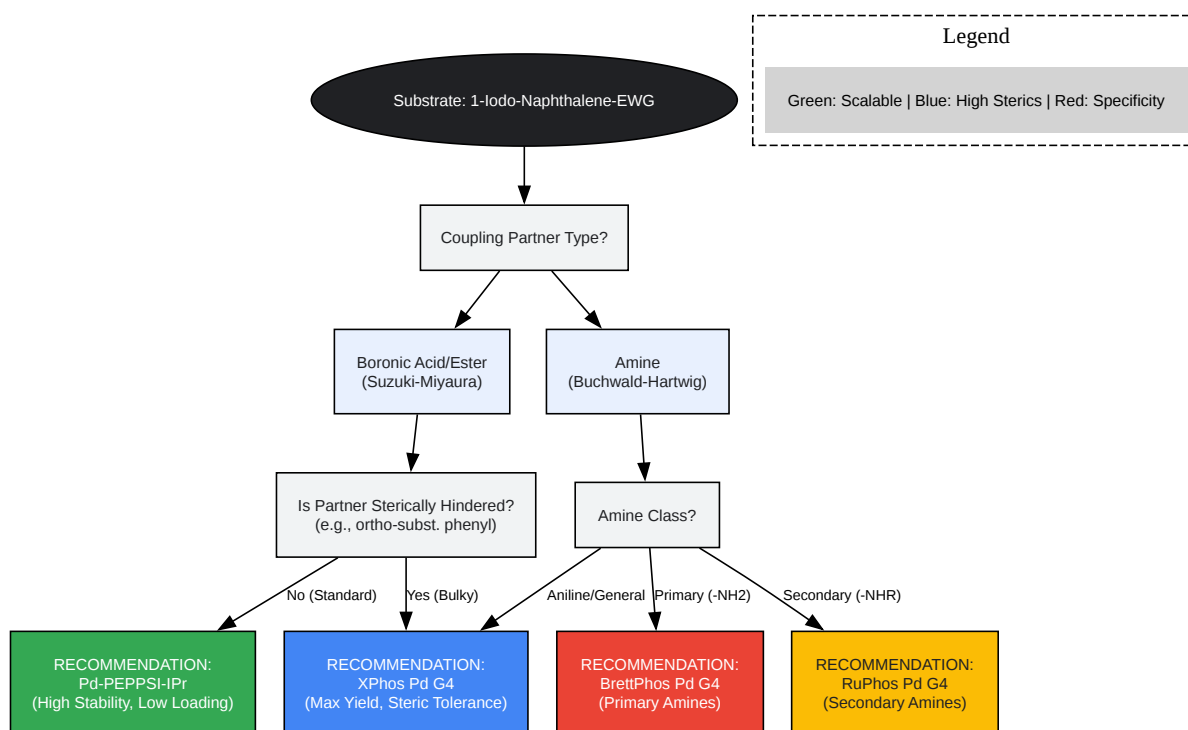 Legend
Green: Scalable | Blue: High Sterics | Red: Specificity
Substrate: 1-Iodo-Naphthalene-EWG
Coupling Partner Type?
Boronic Acid/Ester
(Suzuki-Miyaura)
Amine
(Buchwald-Hartwig)
Is Partner Sterically Hindered?
(e.g., ortho-subst. phenyl)
Amine Class?
No (Standard)
Yes (Bulky)
Aniline/General
Primary (-NH2)
Secondary (-NHR)
RECOMMENDATION:
Pd-PEPPSI-IPr
(High Stability, Low Loading)
RECOMMENDATION:
XPhos Pd G4
(Max Yield, Steric Tolerance)
RECOMMENDATION:
BrettPhos Pd G4
(Primary Amines)
RECOMMENDATION:
RuPhos Pd G4
(Secondary Amines)